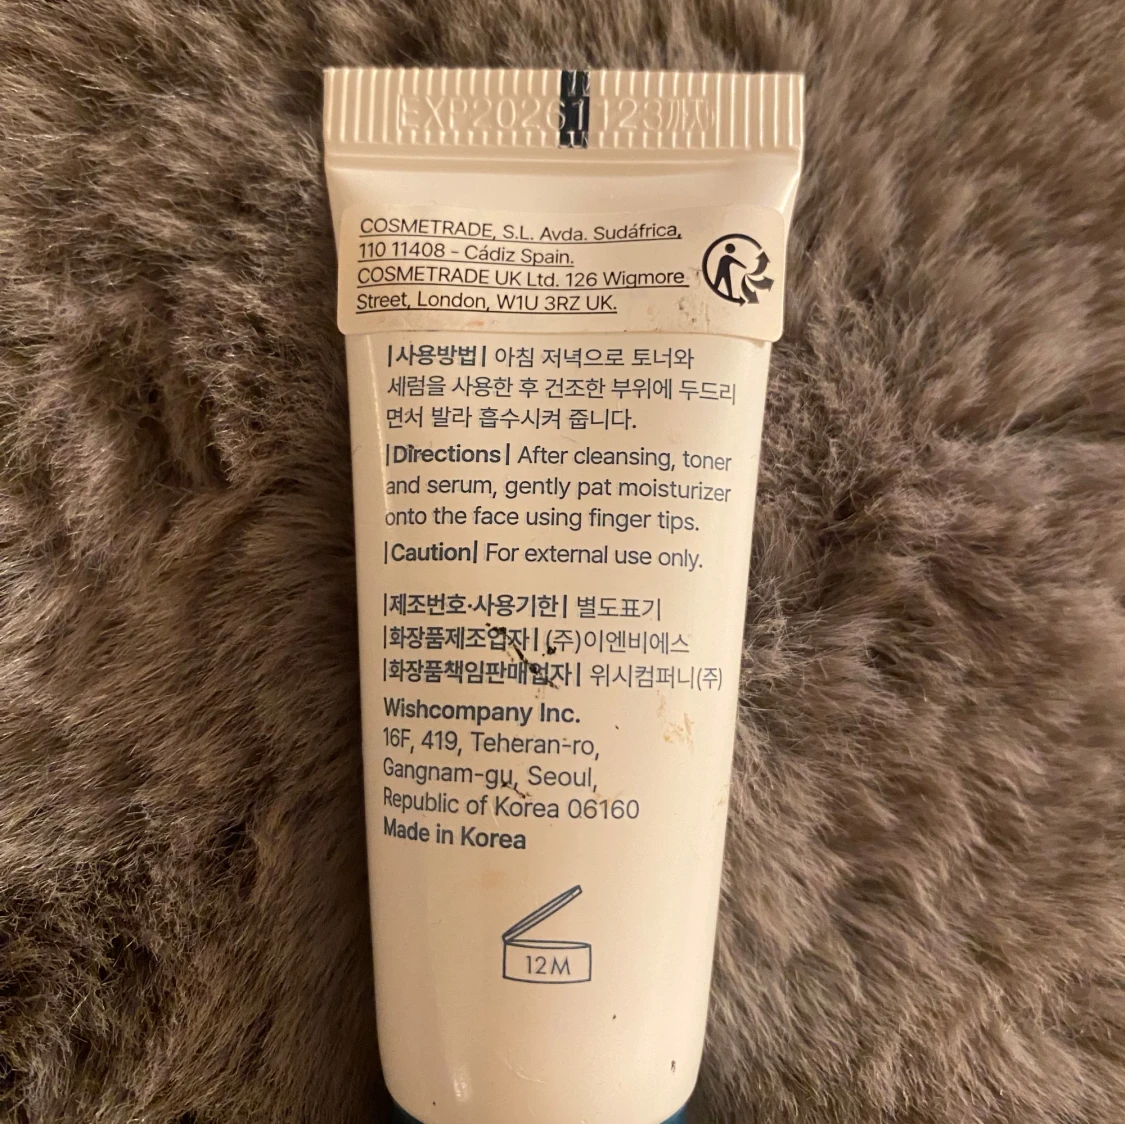 EXP20261123까지
COSMETRADE, S.L. Avda. Sudáfrica,
110 11408 - Cádiz Spain.
COSMETRADE UK Ltd. 126 Wigmore
Street, London, W1U 3RZ UK.
|사용방법| 아침 저녁으로 토너와
세럼을 사용한 후 건조한 부위에 두드리
면서 발라 흡수시켜 줍니다.
|Directions| After cleansing, toner
and serum, gently pat moisturizer
onto the face using finger tips.
|Caution| For external use only.
|제조번호·사용기한| 별도표기
|화장품제조업자| (주)이엔비에스
|화장품책임판매업자| 위시컴퍼니(주)
Wishcompany Inc.
16F, 419, Teheran-ro,
Gangnam-gu, Seoul,
Republic of Korea 06160
Made in Korea
12M